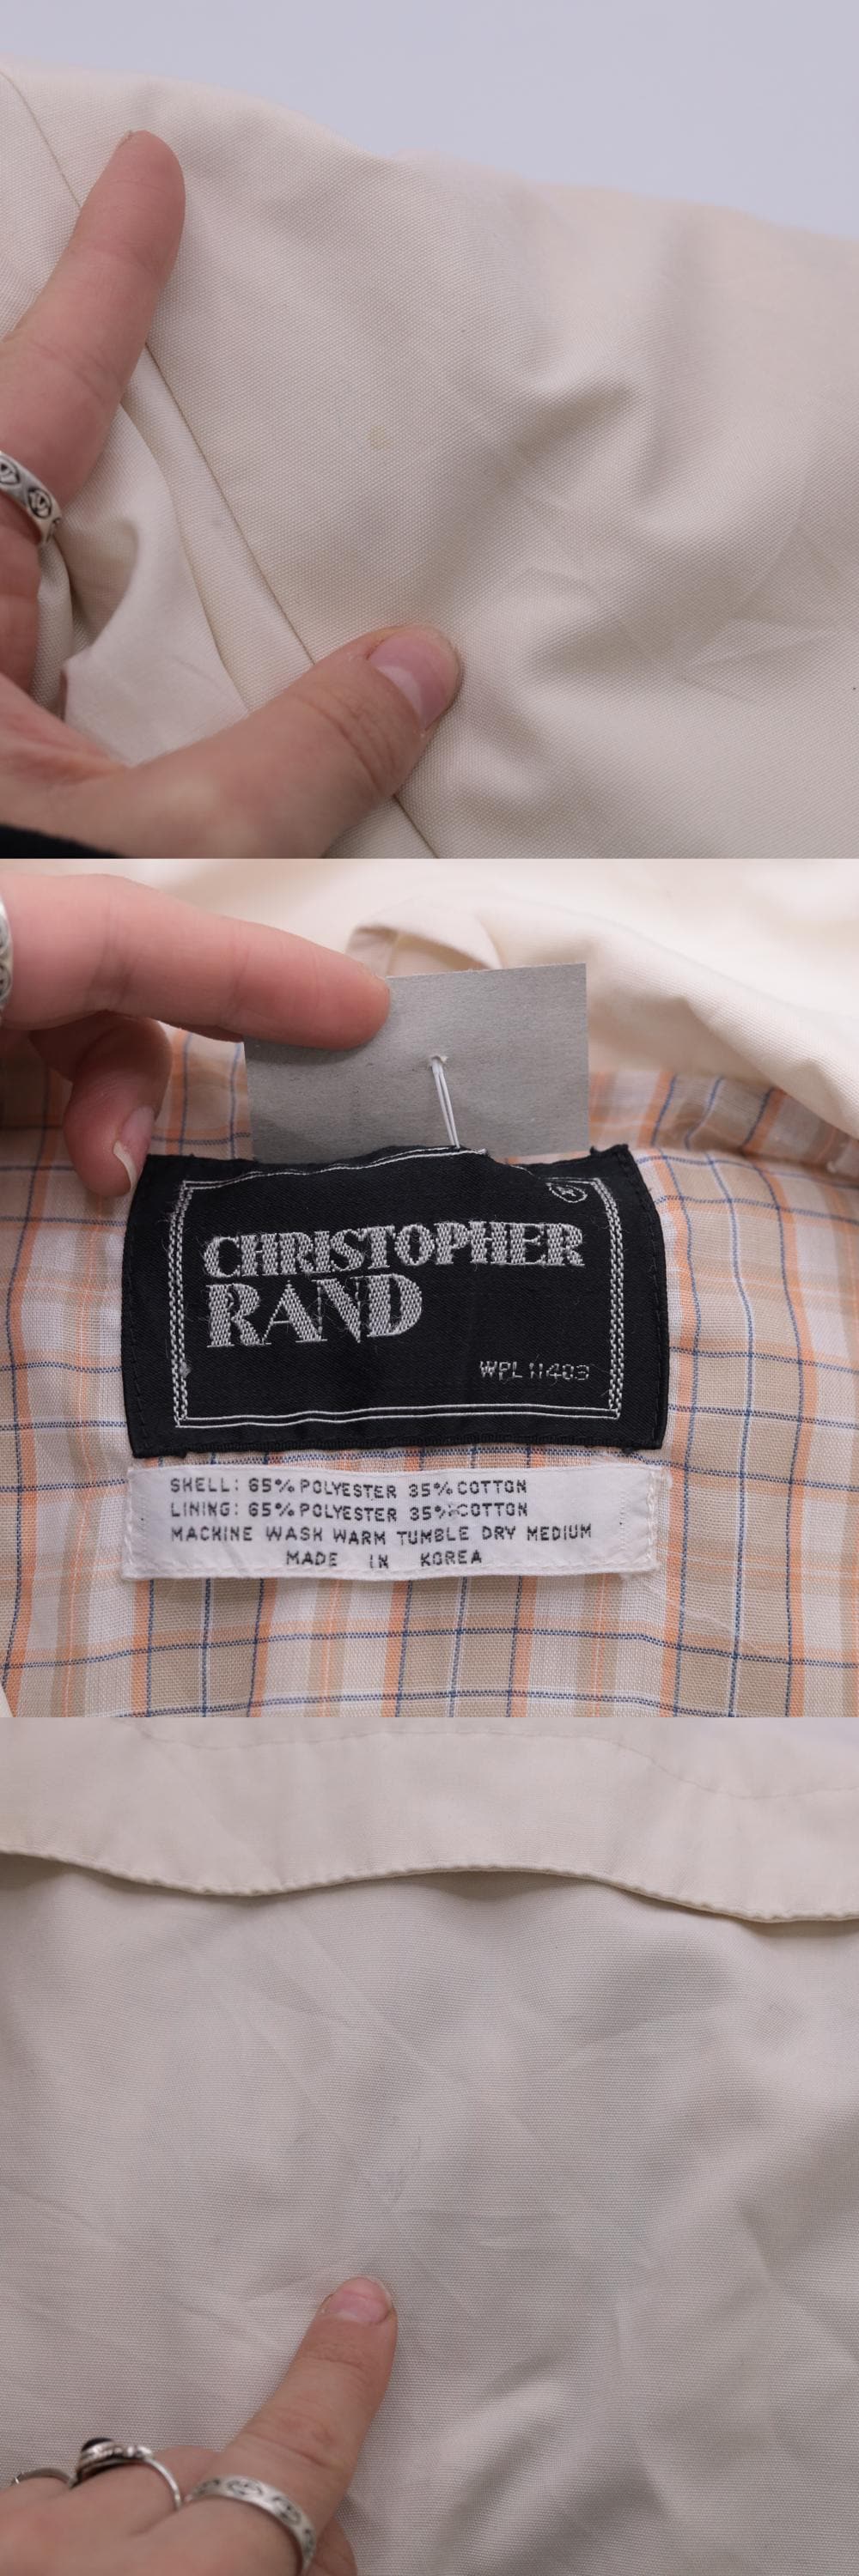 ®
CHRISTOPHER
RAND
WPL 11403
SHELL: 65% POLYESTER 35% COTTON
LINING: 65% POLYESTER 35% COTTON
MACHINE WASH WARM TUMBLE DRY MEDIUM
MADE IN KOREA